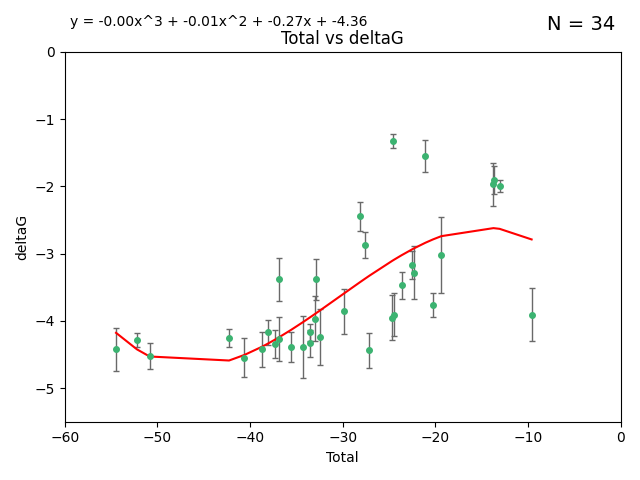 y = -0.00x^3 + -0.01x^2 + -0.27x + -4.36
N = 34
Total vs deltaG
0
−1
−2
−3
−4
−5
deltaG
−60 −50 −40 −30 −20 −10 0
Total